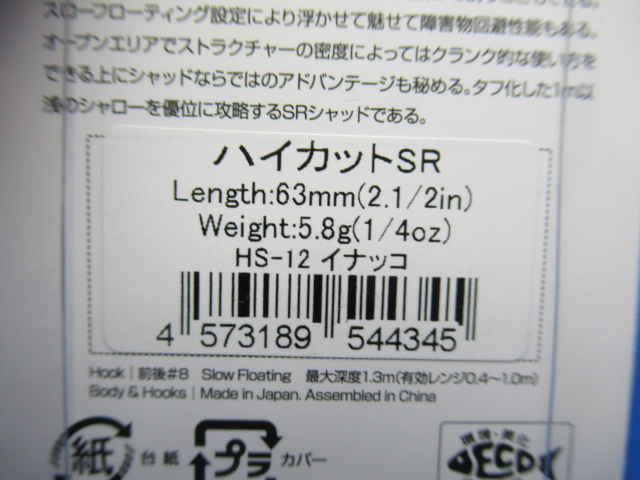 スローフローティング設定により浮かせて魅せて障害物回避性能もある。
オープンエリアでストラクチャーの密度によってはクランク的な使い方を
できる上にシャッドならではのアドバンテージも秘める。タフ化した1m以
浅のシャローを優位に攻略するSRシャッドである。
ハイカットSR
Length:63mm(2.1/2in)
Weight:5.8g(1/4oz)
HS-12 イナッコ
4 573189 544345
Hook | 前後#8 Slow Floating 最大深度1.3m(有効レンジ0.4〜1.0m)
Body & Hooks | Made in Japan. Assembled in China
紙 台紙 プラ カバー
環境・美化
ECO